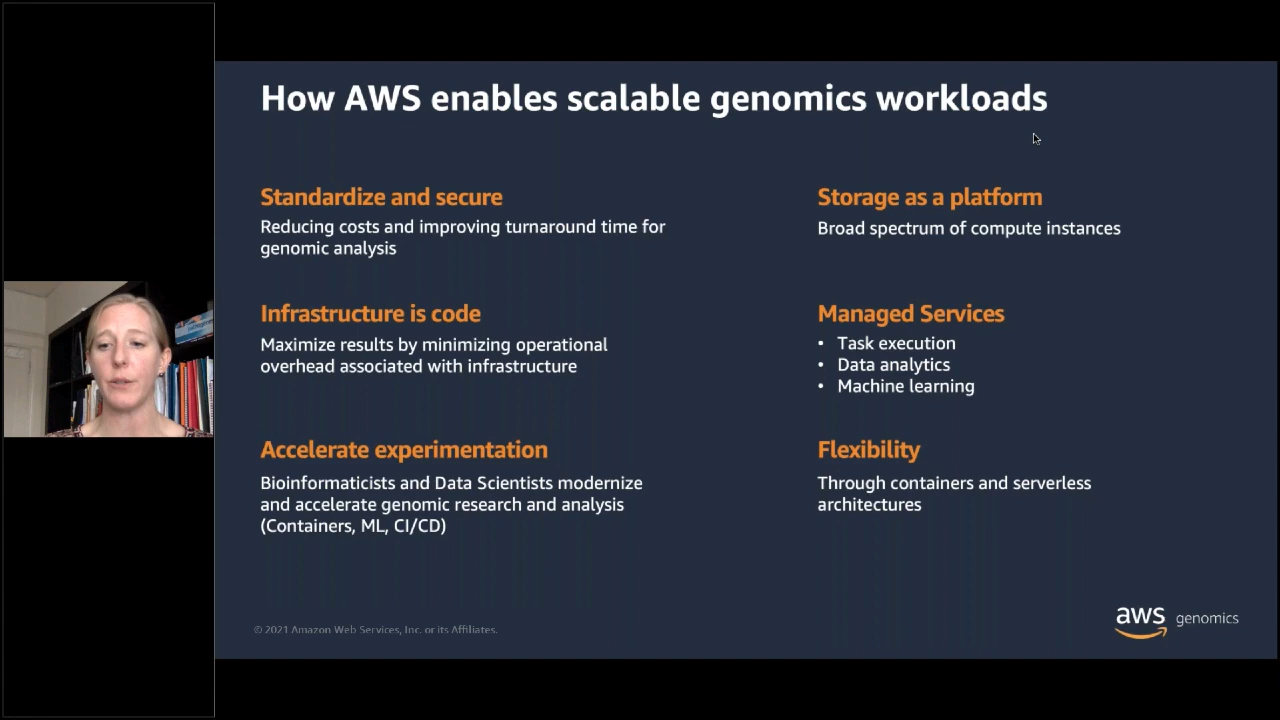 How AWS enables scalable genomics workloads
Standardize and secure
Reducing costs and improving turnaround time for
genomic analysis
Infrastructure is code
Maximize results by minimizing operational
overhead associated with infrastructure
Accelerate experimentation
Bioinformaticists and Data Scientists modernize
and accelerate genomic research and analysis
(Containers, ML, CI/CD)
Storage as a platform
Broad spectrum of compute instances
Managed Services
• Task execution
• Data analytics
• Machine learning
Flexibility
Through containers and serverless
architectures
© 2021 Amazon Web Services, Inc. or its Affiliates.
aws genomics